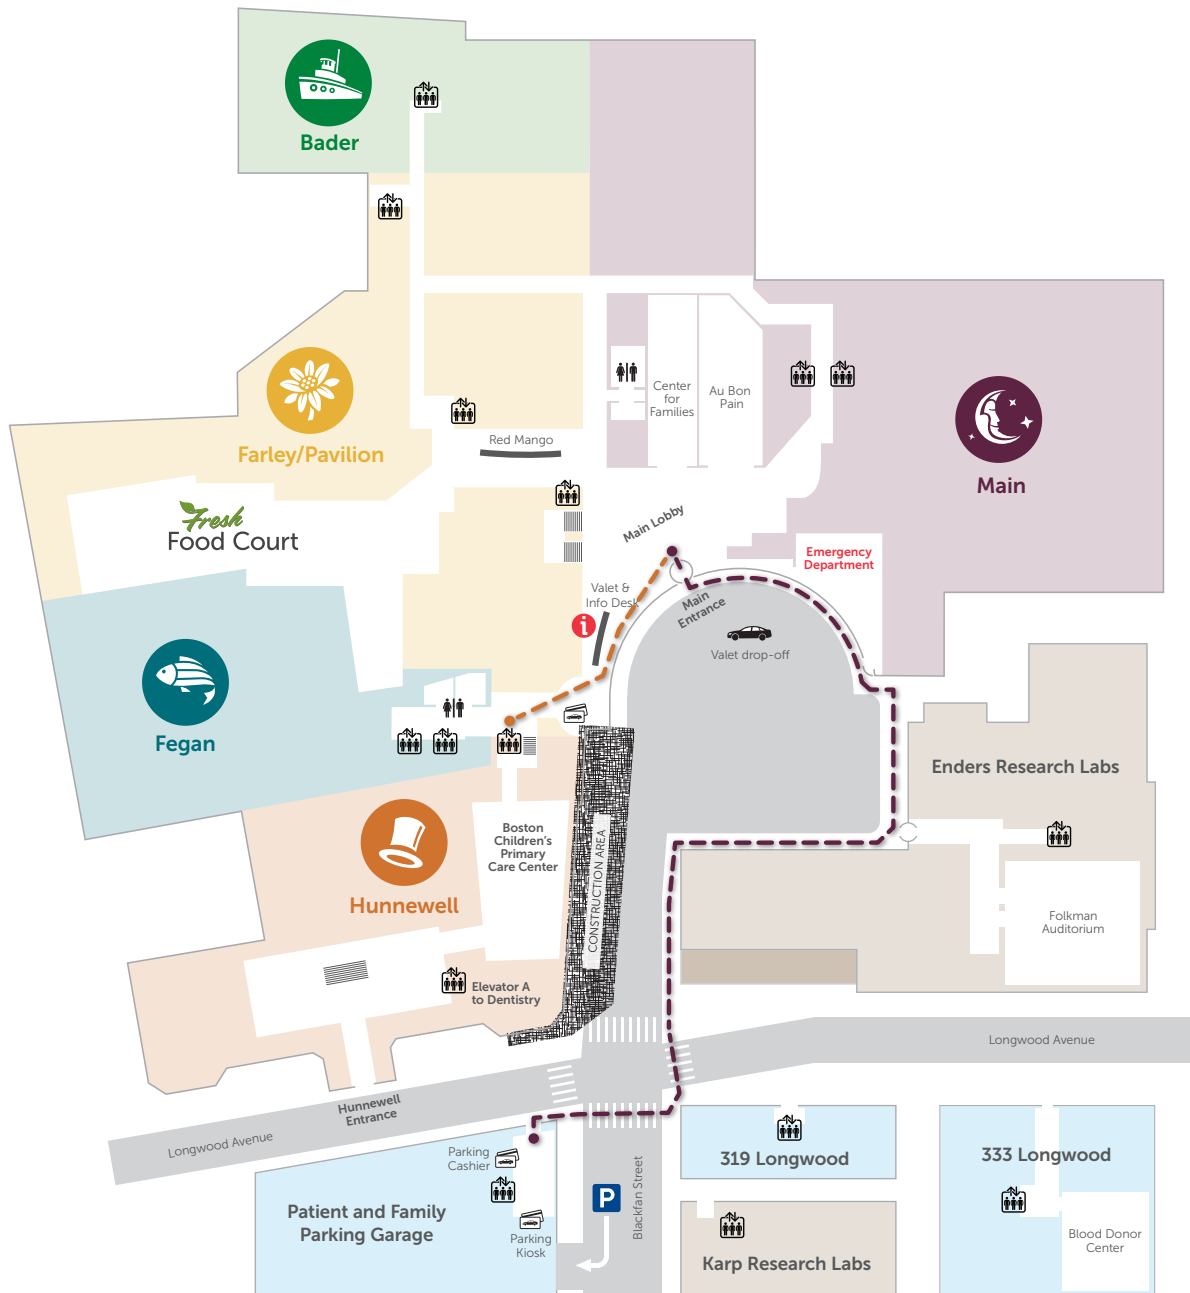 Bader
Farley/Pavilion
Red Mango
Center
for
Families
Au Bon
Pain
Main
Fresh
Food Court
Main Lobby
Emergency
Department
Valet &
Info Desk
i
Main
Entrance
Valet drop-off
Fegan
Enders Research Labs
Boston
Children's
Primary
Care Center
CONSTRUCTION AREA
Hunnewell
Folkman
Auditorium
Elevator A
to Dentistry
Longwood Avenue
Hunnewell
Entrance
Longwood Avenue
Parking
Cashier
Patient and Family
Parking Garage
Parking
Kiosk
P
Blackfan Street
319 Longwood
333 Longwood
Karp Research Labs
Blood Donor
Center